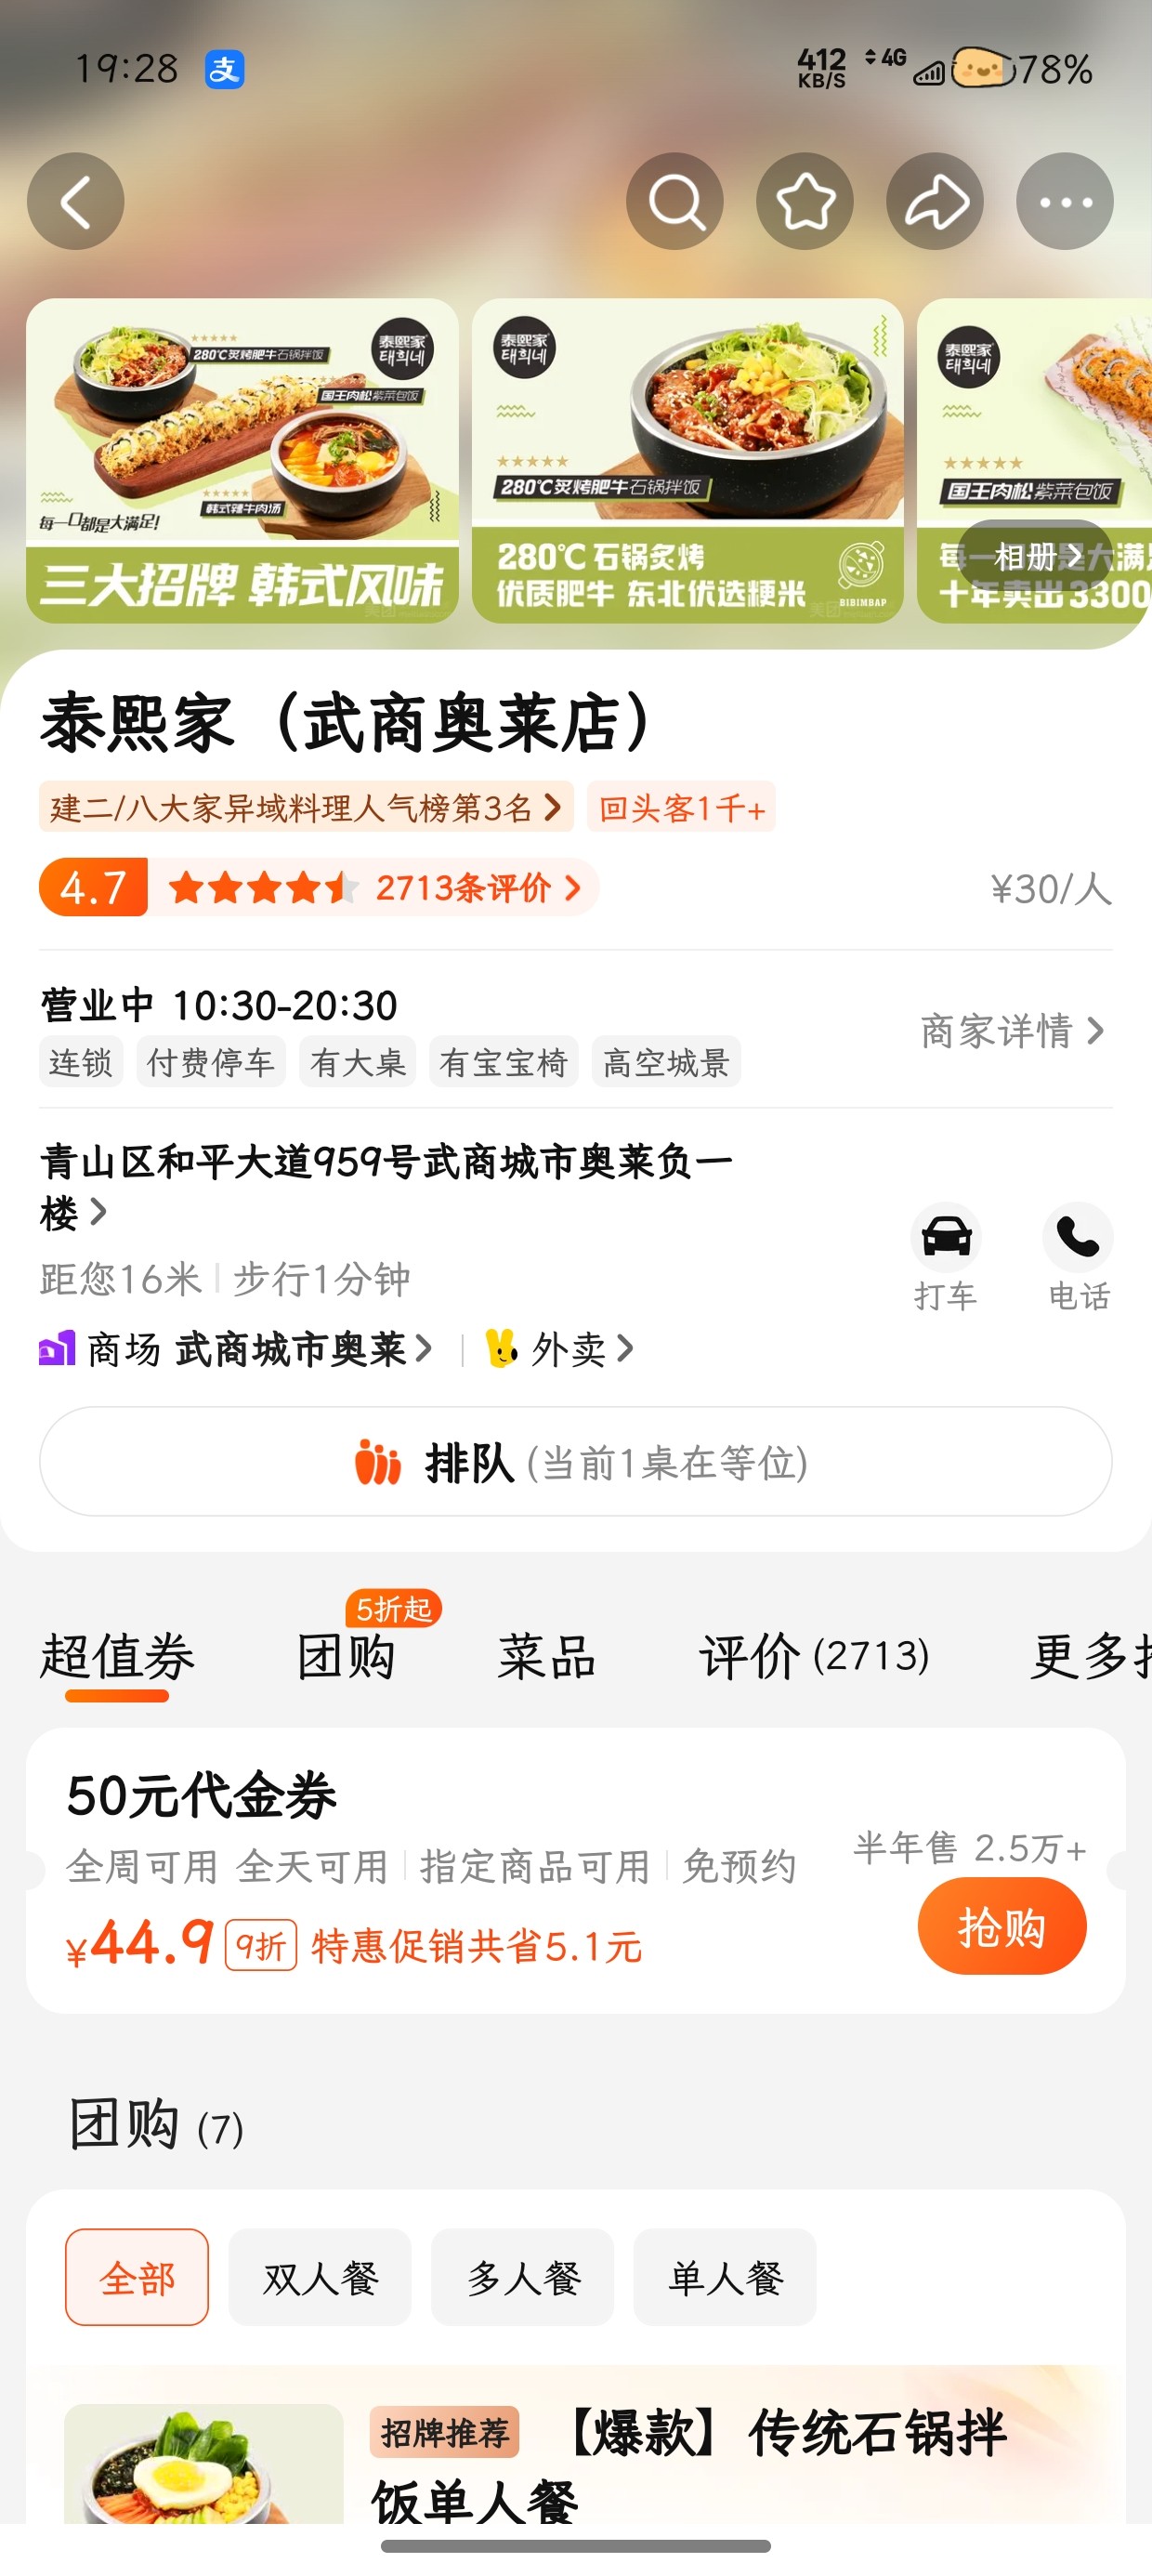 19:28 支 412 KB/S 4G 78%
泰熙家
태희네
280℃炙烤肥牛石锅拌饭
国王肉松紫菜包饭
韩式辣牛肉汤
每一口都是大满足!
三大招牌 韩式风味
泰熙家
태희네
280℃炙烤肥牛石锅拌饭
280℃ 石锅炙烤
优质肥牛 东北优选粳米
BIBIMBAP
美团
泰熙家
태희네
国王肉松紫菜包饭
相册
十年卖出3300
泰熙家（武商奥莱店）
建二/八大家异域料理人气榜第3名 回头客1千+
4.7 2713条评价 ¥30/人
营业中 10:30-20:30
商家详情
连锁 付费停车 有大桌 有宝宝椅 高空城景
青山区和平大道959号武商城市奥莱负一
楼
距您16米 步行1分钟
打车 电话
商场 武商城市奥莱 外卖
排队 (当前1桌在等位)
5折起
超值券 团购 菜品 评价 (2713) 更多
50元代金券
全周可用 全天可用 指定商品可用 免预约
半年售 2.5万+
¥44.9 9折 特惠促销共省5.1元
抢购
团购 (7)
全部 双人餐 多人餐 单人餐
招牌推荐 【爆款】传统石锅拌
饭单人餐